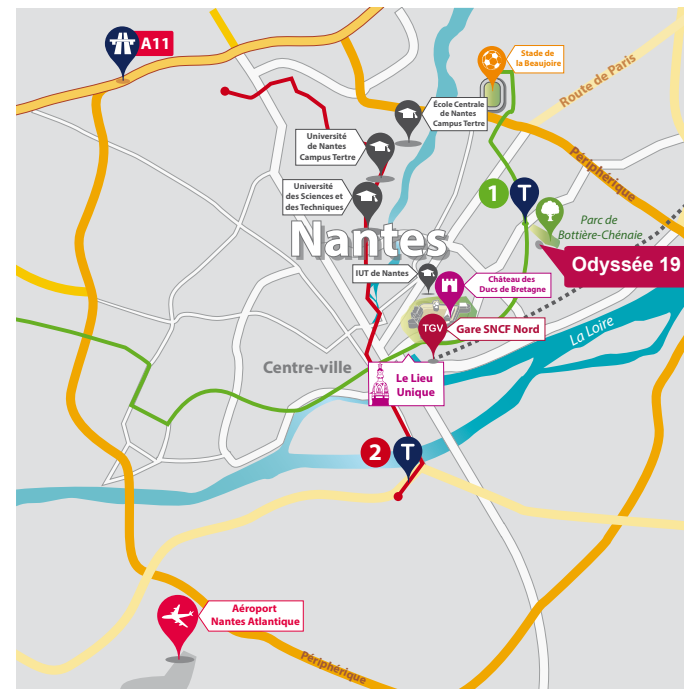 A11
Stade de
la Beaujoire
Route de Paris
École Centrale
de Nantes
Campus Tertre
Université
de Nantes
Campus Tertre
Périphérique
Université
des Sciences et
des Techniques
1
T
Parc de
Bottière-Chénaie
Nantes
Odyssée 19
IUT de Nantes
Château des
Ducs de Bretagne
TGV
Gare SNCF Nord
La Loire
Centre-ville
Le Lieu
Unique
2
T
Aéroport
Nantes Atlantique
Périphérique